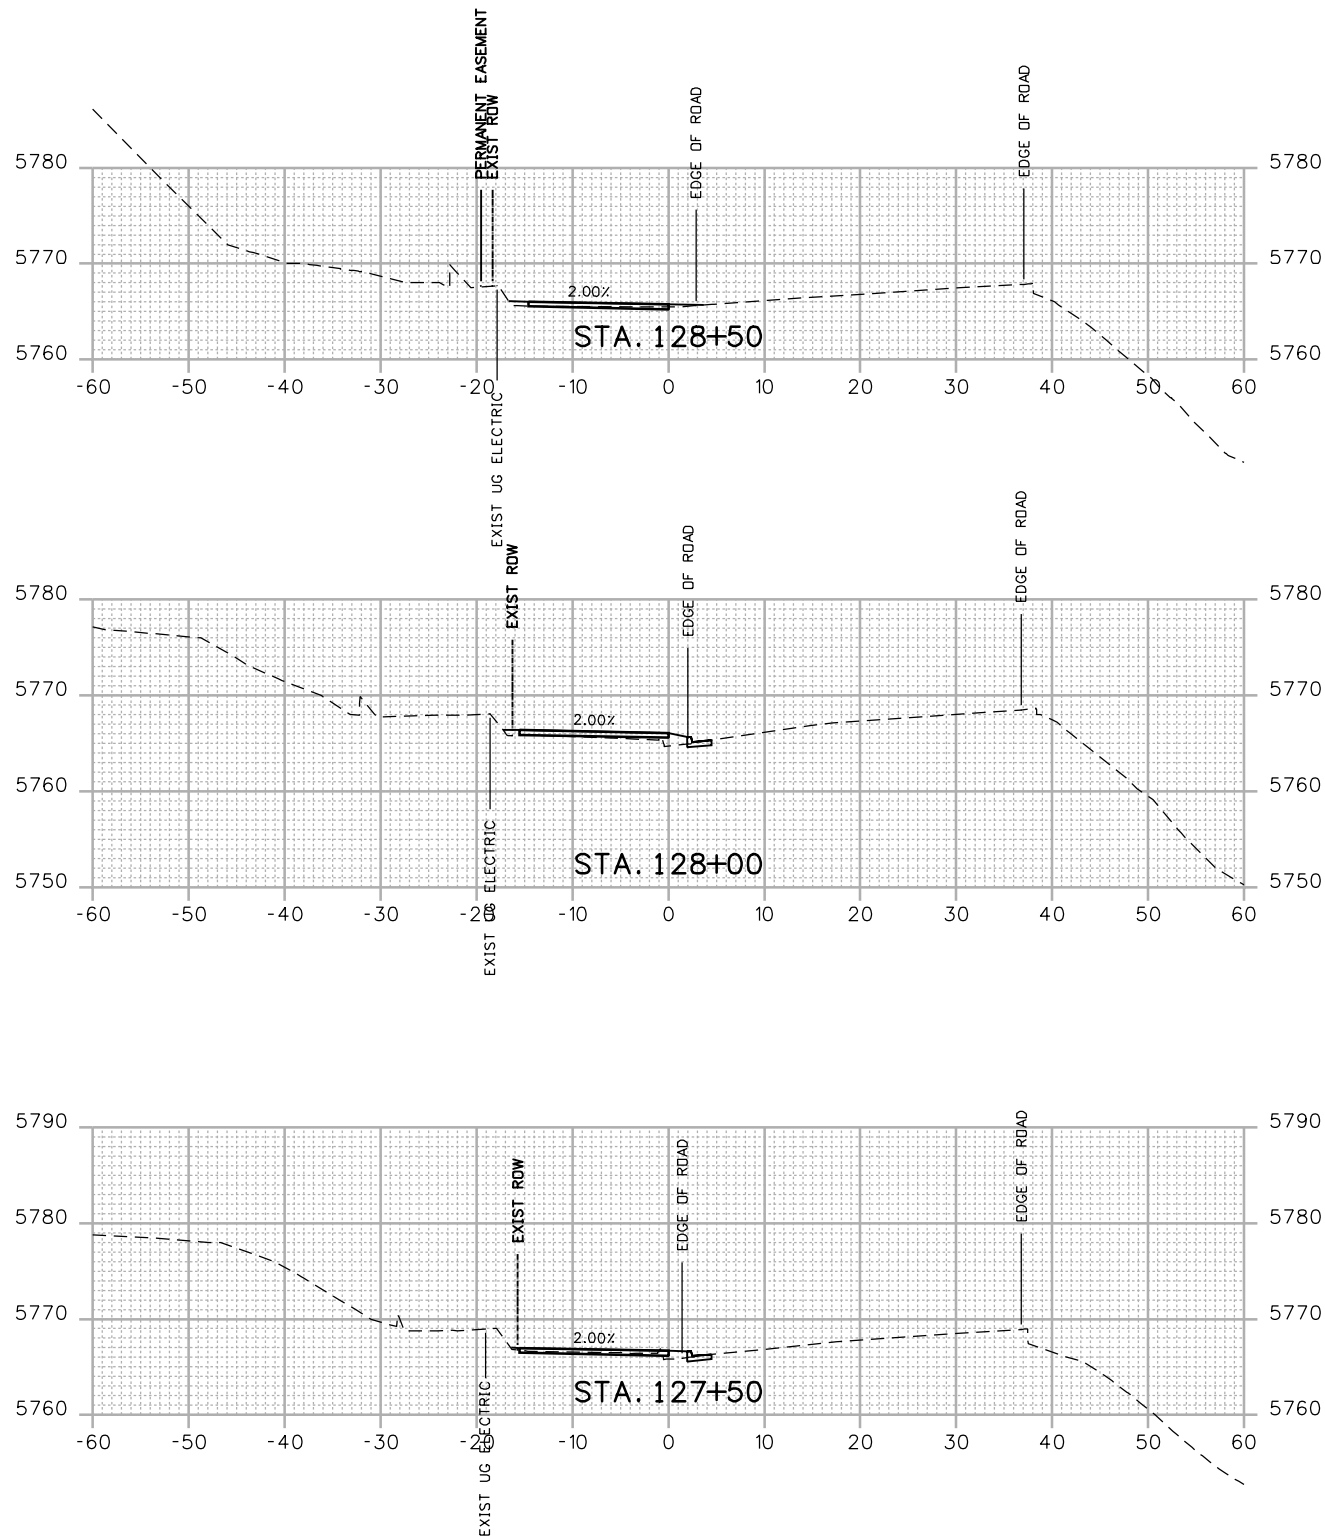 PERMANENT EASEMENT
EXIST ROW
EDGE OF ROAD
EDGE OF ROAD
5780 5780
5770 5770
2.00%
STA. 128+50
5760 5760
-60 -50 -40 -30 -20 -10 0 10 20 30 40 50 60
EXIST UG ELECTRIC
EXIST ROW
EDGE OF ROAD
EDGE OF ROAD
5780 5780
5770 5770
2.00%
5760 5760
STA. 128+00
5750 5750
-60 -50 -40 -30 -20 -10 0 10 20 30 40 50 60
EXIST UG ELECTRIC
5790 5790
EXIST ROW
EDGE OF ROAD
EDGE OF ROAD
5780 5780
5770 5770
2.00%
STA. 127+50
5760 5760
-60 -50 -40 -30 -20 -10 0 10 20 30 40 50 60
EXIST UG ELECTRIC